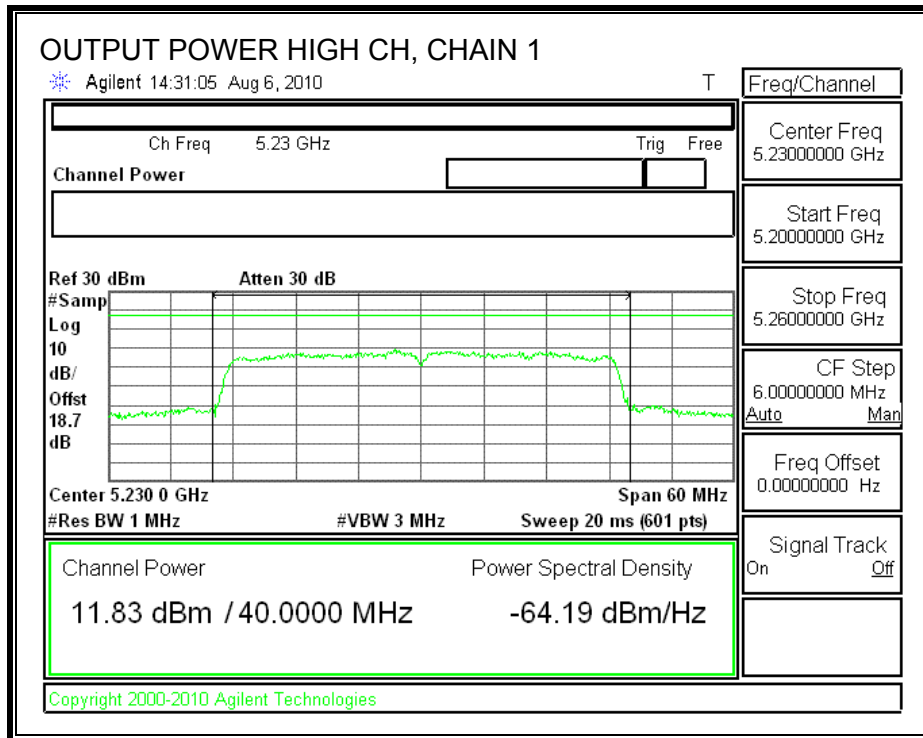 OUTPUT POWER HIGH CH, CHAIN 1
Agilent 14:31:05 Aug 6, 2010 T
Ch Freq 5.23 GHz Trig Free
Channel Power
Ref 30 dBm Atten 30 dB
#Samp
Log
10
dB/
Offst
18.7
dB
Center 5.230 0 GHz Span 60 MHz
#Res BW 1 MHz #VBW 3 MHz Sweep 20 ms (601 pts)
Channel Power Power Spectral Density
11.83 dBm / 40.0000 MHz -64.19 dBm/Hz
Copyright 2000-2010 Agilent Technologies
Freq/Channel
Center Freq
5.23000000 GHz
Start Freq
5.20000000 GHz
Stop Freq
5.26000000 GHz
CF Step
6.00000000 MHz
Auto Man
Freq Offset
0.00000000 Hz
Signal Track
On Off